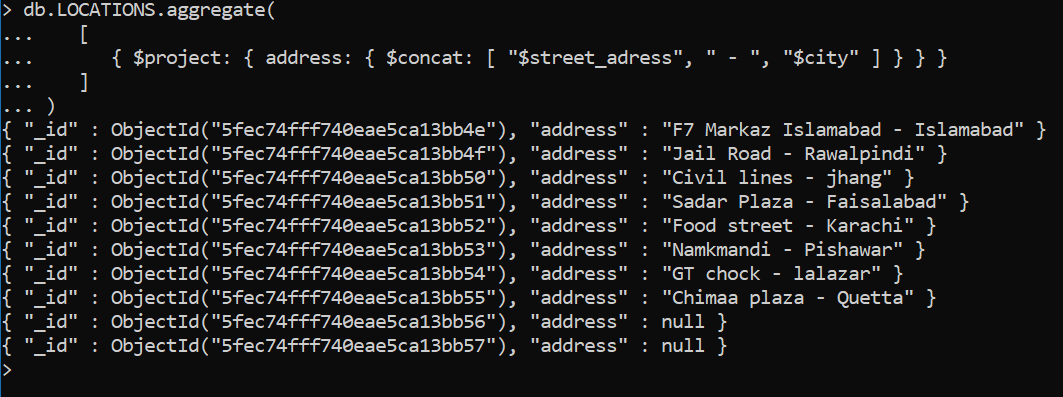 > db.LOCATIONS.aggregate(
...    [
...       { $project: { address: { $concat: [ "$street_adress", " - ", "$city" ] } } }
...    ]
... )
{ "_id" : ObjectId("5fec74fff740eae5ca13bb4e"), "address" : "F7 Markaz Islamabad - Islamabad" }
{ "_id" : ObjectId("5fec74fff740eae5ca13bb4f"), "address" : "Jail Road - Rawalpindi" }
{ "_id" : ObjectId("5fec74fff740eae5ca13bb50"), "address" : "Civil lines - jhang" }
{ "_id" : ObjectId("5fec74fff740eae5ca13bb51"), "address" : "Sadar Plaza - Faisalabad" }
{ "_id" : ObjectId("5fec74fff740eae5ca13bb52"), "address" : "Food street - Karachi" }
{ "_id" : ObjectId("5fec74fff740eae5ca13bb53"), "address" : "Namkmandi - Pishawar" }
{ "_id" : ObjectId("5fec74fff740eae5ca13bb54"), "address" : "GT chock - lalazar" }
{ "_id" : ObjectId("5fec74fff740eae5ca13bb55"), "address" : "Chimaa plaza - Quetta" }
{ "_id" : ObjectId("5fec74fff740eae5ca13bb56"), "address" : null }
{ "_id" : ObjectId("5fec74fff740eae5ca13bb57"), "address" : null }
>